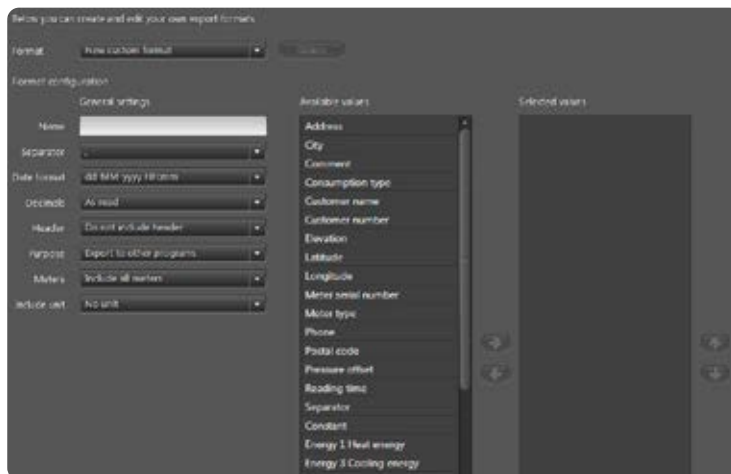 Below you can create and edit your own export formats
Format
New custom format
Format configuration
General settings
Name
Separator
Date format
dd MM yyyy HH:mm
Decimals
As read
Header
Do not include header
Purpose
Export to other programs
Meters
Include all meters
Include unit
No unit
Available values
Address
City
Comment
Consumption type
Customer name
Customer number
Elevation
Latitude
Longitude
Meter serial number
Meter type
Phone
Postal code
Pressure offset
Reading time
Separator
Constant
Energy 1 Heat energy
Energy 3 Cooling energy
Selected values